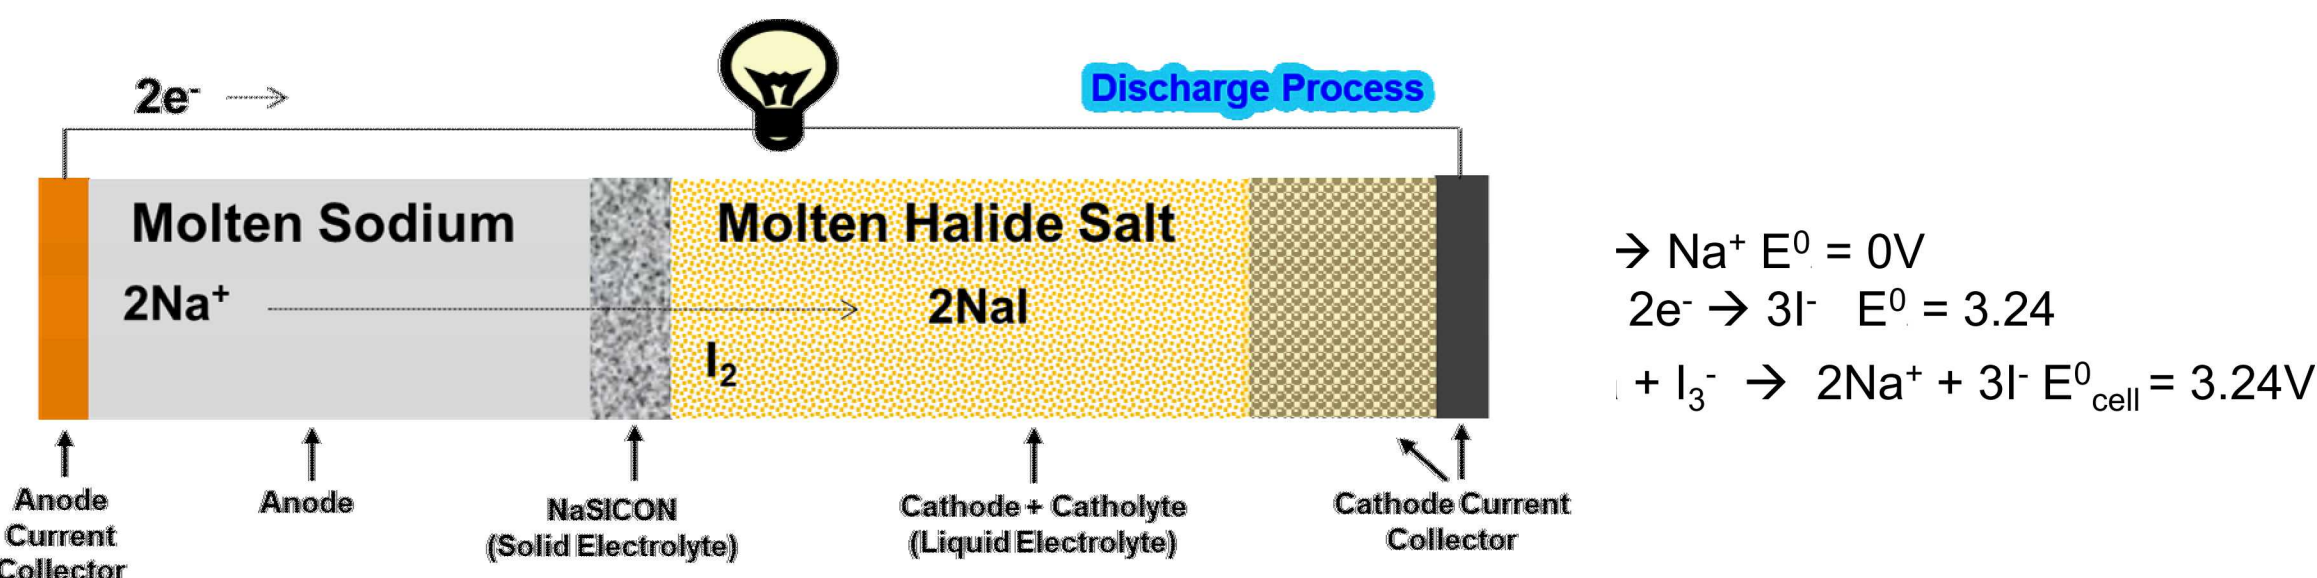 2e⁻
Discharge Process
Molten Sodium
Molten Halide Salt
2Na⁺
2NaI
I₂
→ Na⁺ E⁰ = 0V
2e⁻ → 3I⁻ E⁰ = 3.24
+ I₃⁻ → 2Na⁺ + 3I⁻ E⁰cell = 3.24V
Anode
Current
Collector
Anode
NaSICON
(Solid Electrolyte)
Cathode + Catholyte
(Liquid Electrolyte)
Cathode Current
Collector